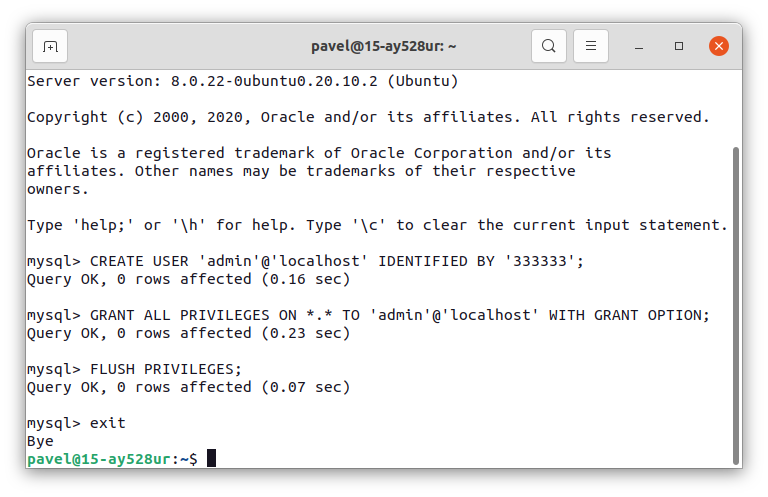 pavel@15-ay528ur: ~
Server version: 8.0.22-0ubuntu0.20.10.2 (Ubuntu)
Copyright (c) 2000, 2020, Oracle and/or its affiliates. All rights reserved.
Oracle is a registered trademark of Oracle Corporation and/or its
affiliates. Other names may be trademarks of their respective
owners.
Type 'help;' or '\h' for help. Type '\c' to clear the current input statement.
mysql> CREATE USER 'admin'@'localhost' IDENTIFIED BY '333333';
Query OK, 0 rows affected (0.16 sec)
mysql> GRANT ALL PRIVILEGES ON *.* TO 'admin'@'localhost' WITH GRANT OPTION;
Query OK, 0 rows affected (0.23 sec)
mysql> FLUSH PRIVILEGES;
Query OK, 0 rows affected (0.07 sec)
mysql> exit
Bye
pavel@15-ay528ur:~$